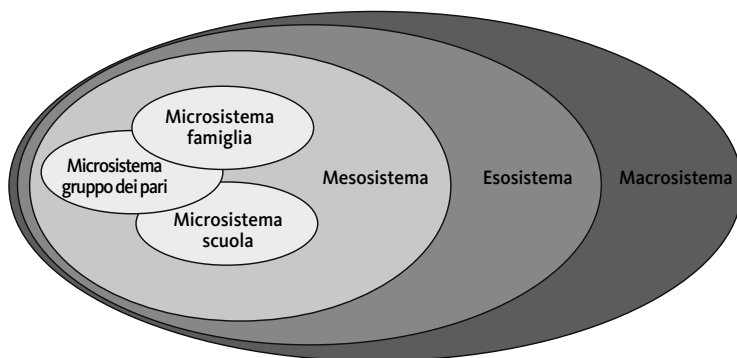 Microsistema
famiglia
Microsistema
gruppo dei pari
Microsistema
scuola
Mesosistema
Esosistema
Macrosistema